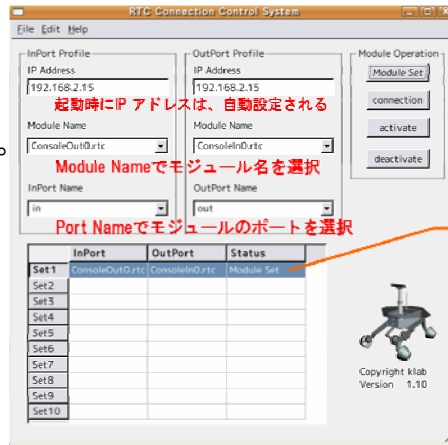 RTC Connection Control System
File Edit Help
InPort Profile
OutPort Profile
Module Operation
IP Address
IP Address
Module Set
192.168.2.15
192.168.2.15
起動時にIP アドレスは、自動設定される
connection
Module Name
Module Name
activate
ConsoleOut0.rtc
ConsoleIn0.rtc
。
deactivate
Module Nameでモジュール名を選択
InPort Name
OutPort Name
in
out
Port Nameでモジュールのポートを選択
InPort OutPort Status
Set1 ConsoleOut0.rtc ConsoleIn0.rtc Module Set
Set2
Set3
Set4
Set5
Set6
Set7
Set8
Set9
Set10
Copyright klab
Version 1.10